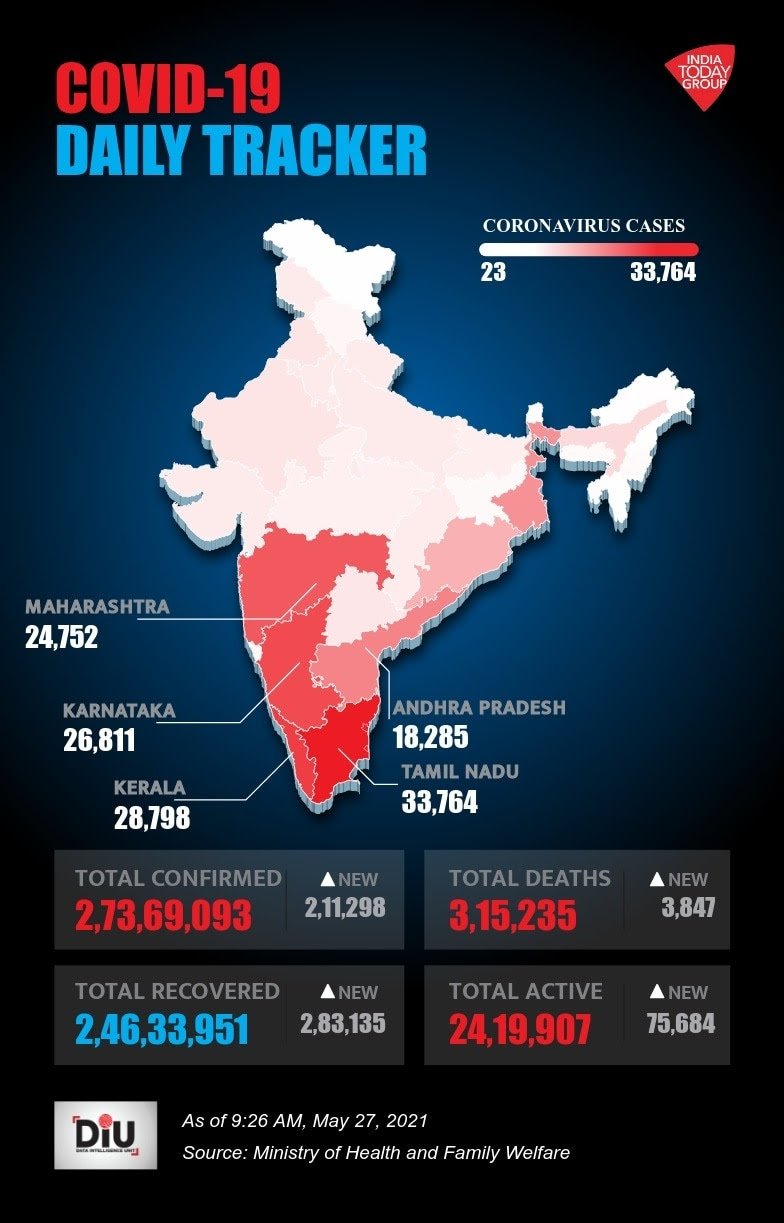 COVID-19
DAILY TRACKER
INDIA
TODAY
GROUP
CORONAVIRUS CASES
23 33,764
MAHARASHTRA
24,752
KARNATAKA
26,811
KERALA
28,798
ANDHRA PRADESH
18,285
TAMIL NADU
33,764
TOTAL CONFIRMED ▲NEW
2,73,69,093 2,11,298
TOTAL DEATHS ▲NEW
3,15,235 3,847
TOTAL RECOVERED ▲NEW
2,46,33,951 2,83,135
TOTAL ACTIVE ▲NEW
24,19,907 75,684
DiU
DATA INTELLIGENCE UNIT
As of 9:26 AM, May 27, 2021
Source: Ministry of Health and Family Welfare